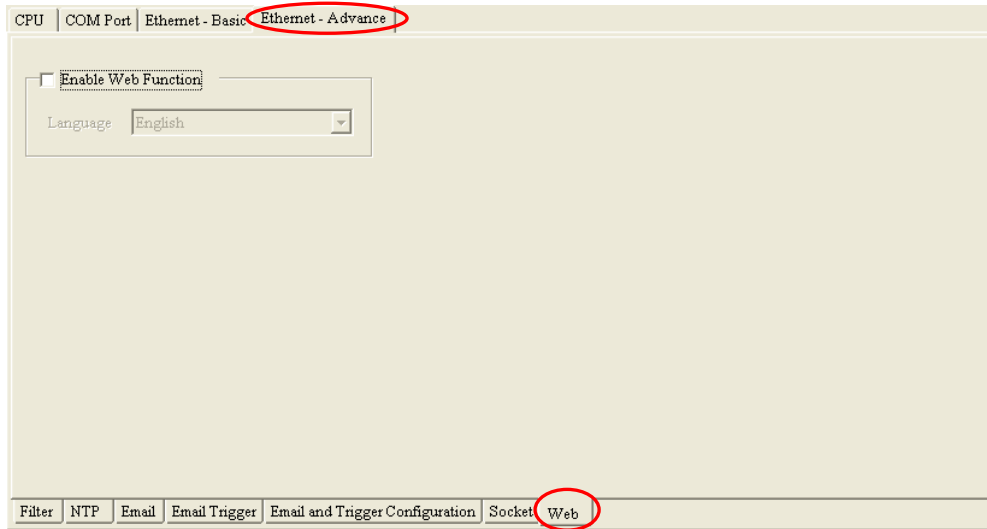 CPU COM Port Ethernet - Basic Ethernet - Advance
Enable Web Function
Language English
Filter NTP Email Email Trigger Email and Trigger Configuration Socket Web